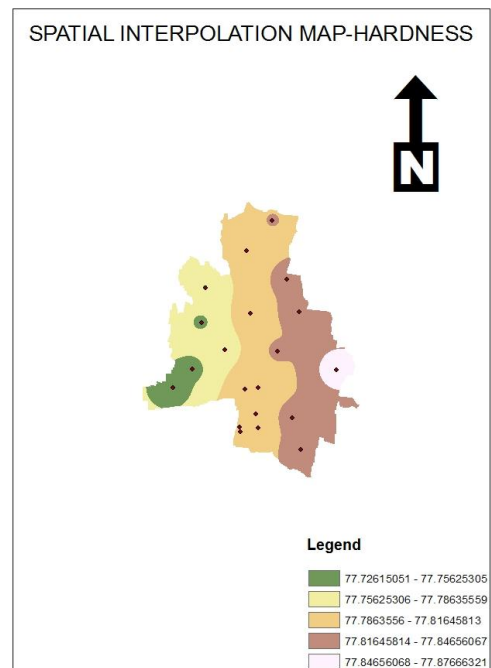 SPATIAL INTERPOLATION MAP-HARDNESS
N
Legend
77.72615051 - 77.75625305
77.75625306 - 77.78635559
77.7863556 - 77.81645813
77.81645814 - 77.84656067
77.84656068 - 77.87666321